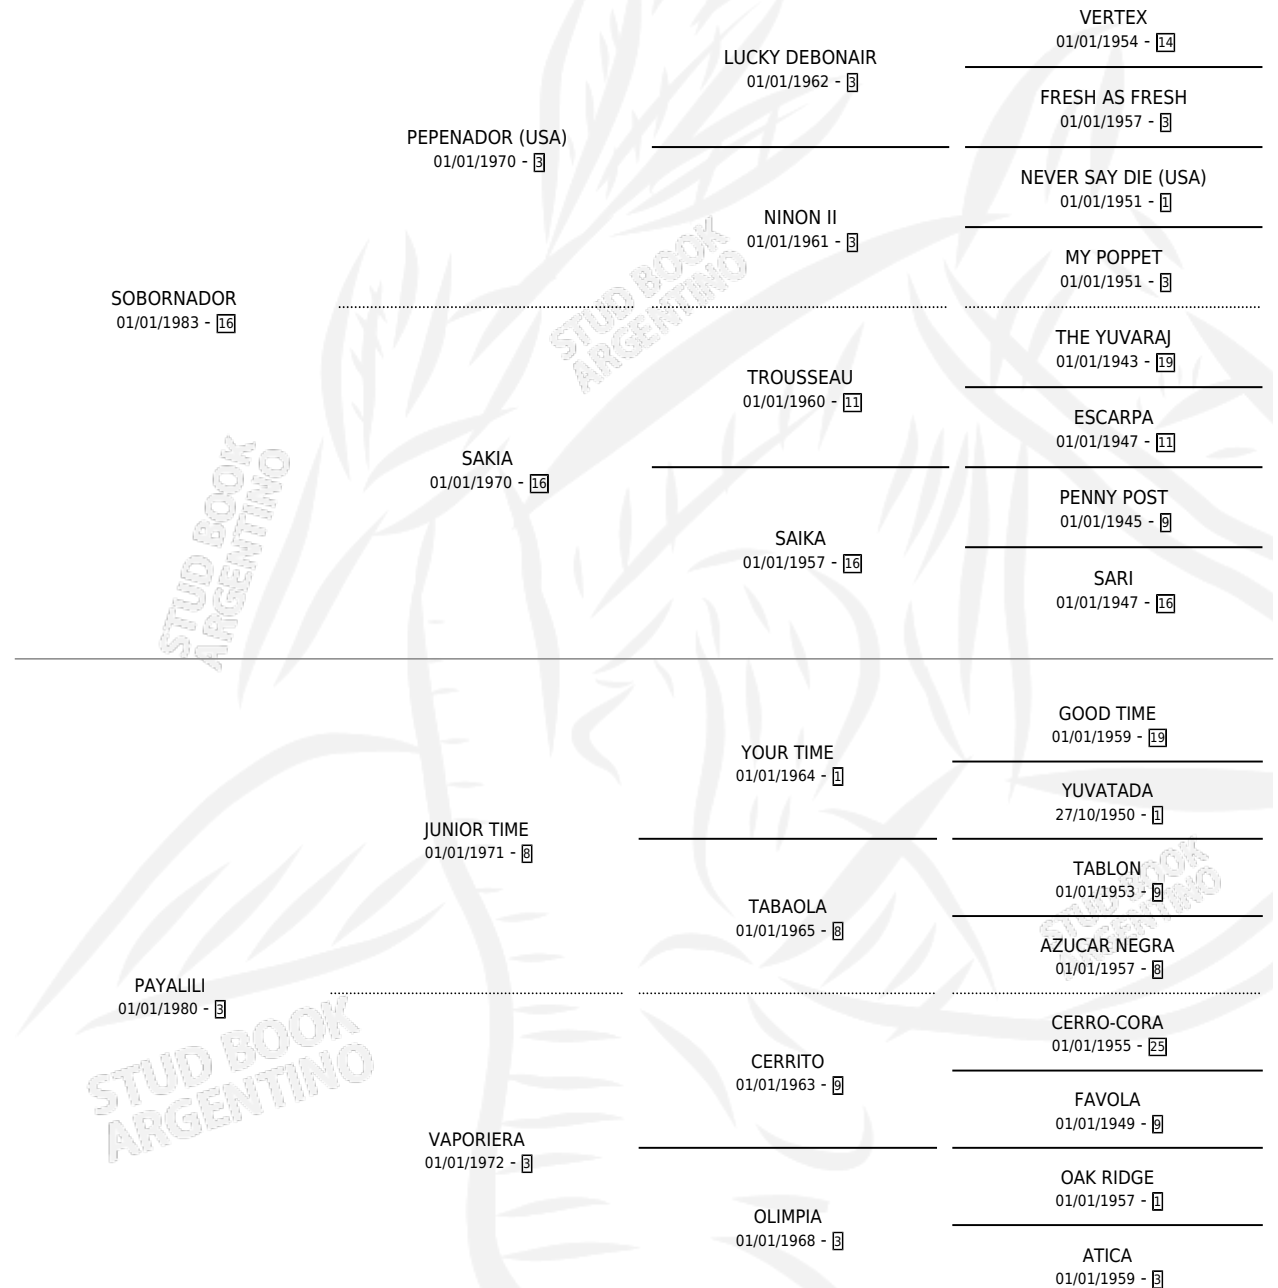 VERTEX
01/01/1954 - 14
LUCKY DEBONAIR
01/01/1962 - 3
FRESH AS FRESH
01/01/1957 - 3
PEPENADOR (USA)
01/01/1970 - 3
NEVER SAY DIE (USA)
01/01/1951 - 1
NINON II
01/01/1961 - 3
MY POPPET
01/01/1951 - 3
SOBORNADOR
01/01/1983 - 16
THE YUVARAJ
01/01/1943 - 19
TROUSSEAU
01/01/1960 - 11
ESCARPA
01/01/1947 - 11
SAKIA
01/01/1970 - 16
PENNY POST
01/01/1945 - 9
SAIKA
01/01/1957 - 16
SARI
01/01/1947 - 16
STUD BOOK
ARGENTINO
STUD BOOK
ARGENTINO
GOOD TIME
01/01/1959 - 19
YOUR TIME
01/01/1964 - 1
YUVATADA
27/10/1950 - 1
JUNIOR TIME
01/01/1971 - 8
TABLON
01/01/1953 - 9
TABAOLA
01/01/1965 - 8
AZUCAR NEGRA
01/01/1957 - 8
PAYALILI
01/01/1980 - 3
CERRO-CORA
01/01/1955 - 25
CERRITO
01/01/1963 - 9
FAVOLA
01/01/1949 - 9
VAPORIERA
01/01/1972 - 3
OAK RIDGE
01/01/1957 - 1
OLIMPIA
01/01/1968 - 3
ATICA
01/01/1959 - 3
STUD BOOK
ARGENTINO
STUD BOOK
ARGENTINO